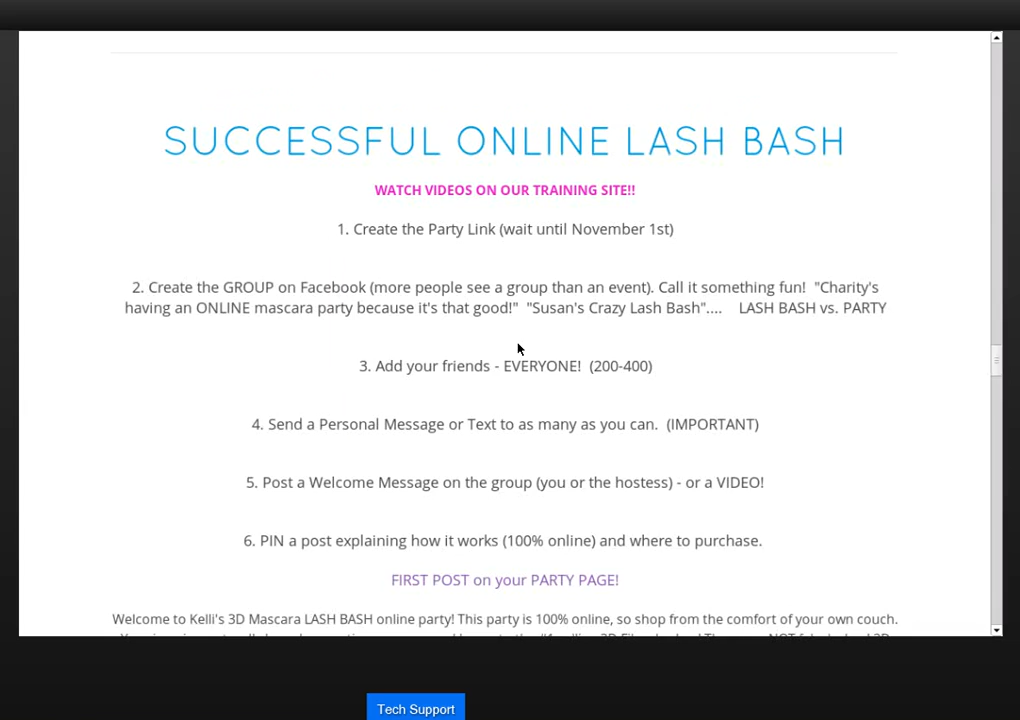 SUCCESSFUL ONLINE LASH BASH
WATCH VIDEOS ON OUR TRAINING SITE!!
1. Create the Party Link (wait until November 1st)
2. Create the GROUP on Facebook (more people see a group than an event). Call it something fun! "Charity's
having an ONLINE mascara party because it's that good!" "Susan's Crazy Lash Bash".... LASH BASH vs. PARTY
3. Add your friends - EVERYONE! (200-400)
4. Send a Personal Message or Text to as many as you can. (IMPORTANT)
5. Post a Welcome Message on the group (you or the hostess) - or a VIDEO!
6. PIN a post explaining how it works (100% online) and where to purchase.
FIRST POST on your PARTY PAGE!
Welcome to Kelli's 3D Mascara LASH BASH online party! This party is 100% online, so shop from the comfort of your own couch.
Tech Support